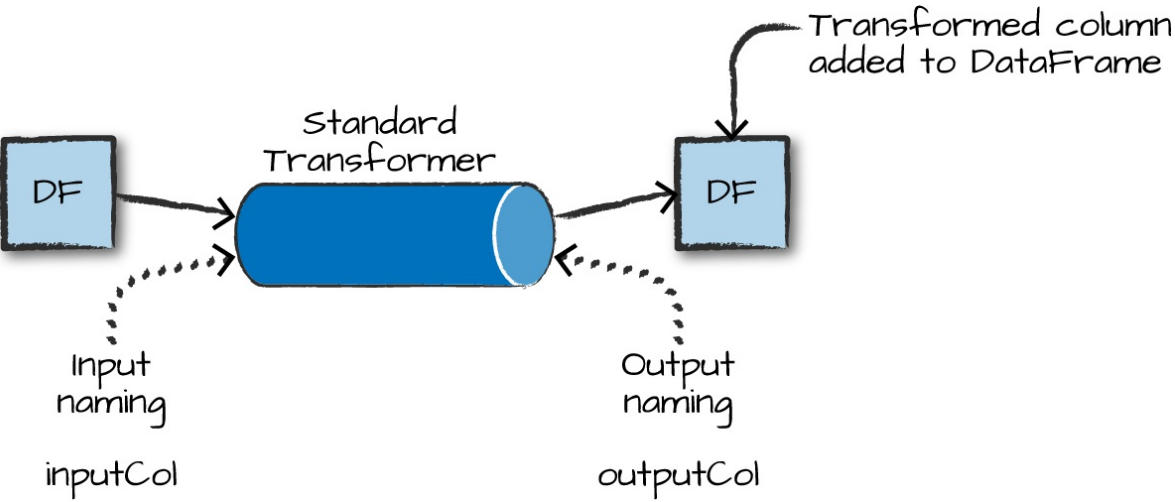 Transformed column
added to DataFrame
Standard
Transformer
DF
DF
Input
naming
Output
naming
inputCol
outputCol